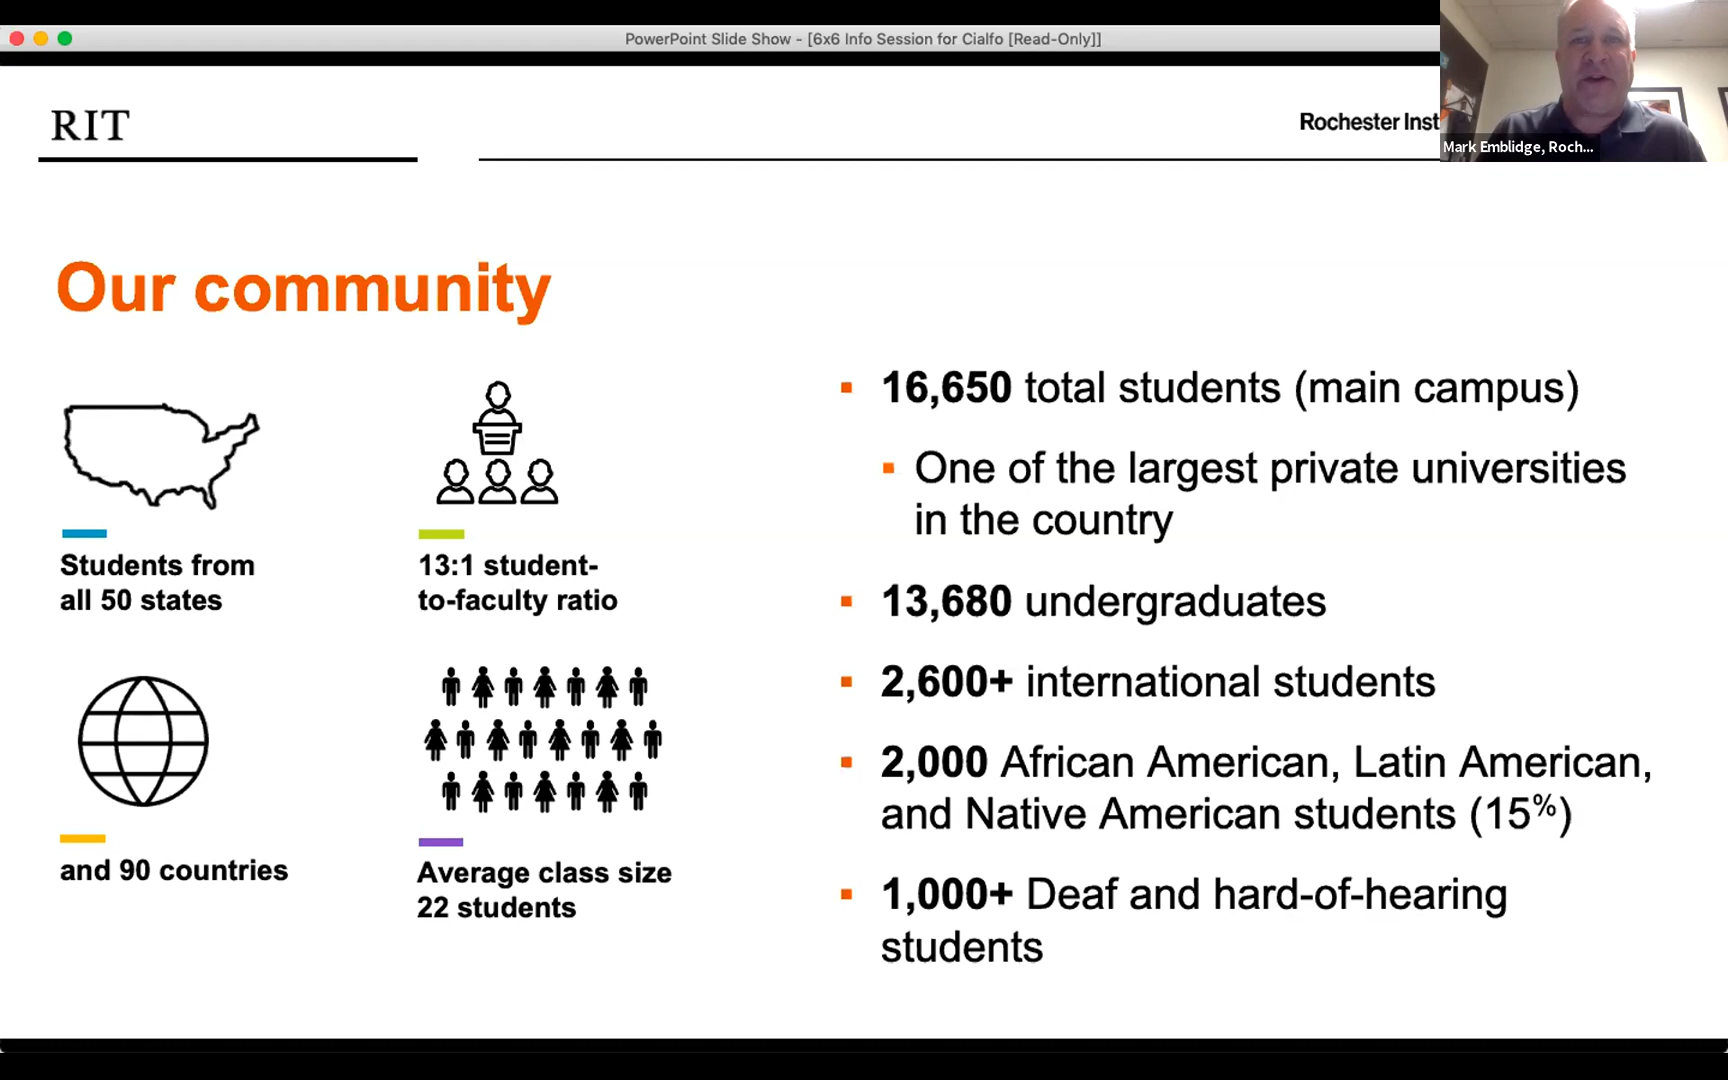 PowerPoint Slide Show - [6x6 Info Session for Cialfo [Read-Only]]
RIT
Rochester Inst
Mark Emblidge, Roch...
Our community
Students from
all 50 states
13:1 student-
to-faculty ratio
and 90 countries
Average class size
22 students
16,650 total students (main campus)
One of the largest private universities
in the country
13,680 undergraduates
2,600+ international students
2,000 African American, Latin American,
and Native American students (15%)
1,000+ Deaf and hard-of-hearing
students